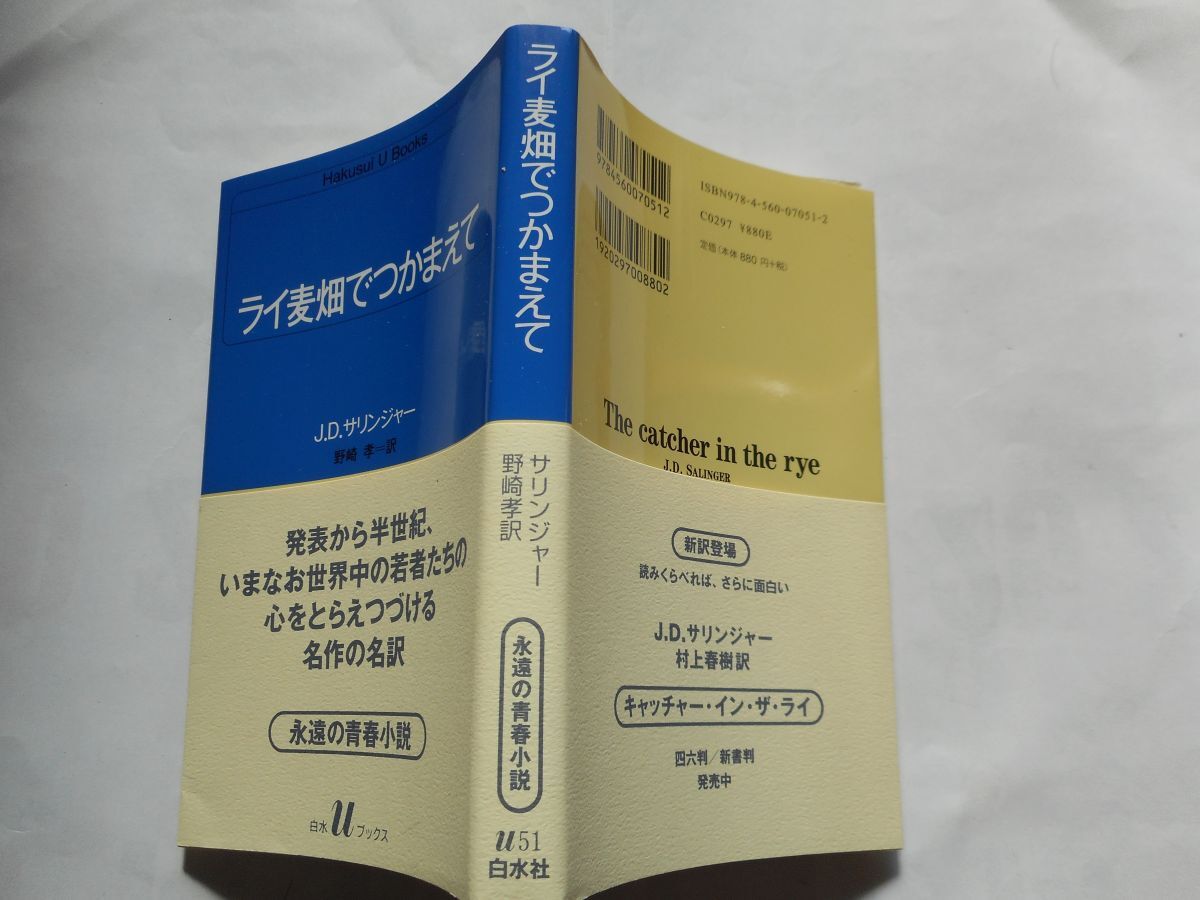 Hakusui U Books
ライ麦畑でつかまえて
J.D.サリンジャー
野崎 孝=訳
発表から半世紀、
いまなお世界中の若者たちの
心をとらえつづける
名作の名訳
永遠の青春小説
白水uブックス
ライ麦畑でつかまえて
サリンジャー
野崎孝訳
永遠の青春小説
u51
白水社
9784560070512
1920297008802
ISBN978-4-560-07051-2
C0297 ¥880E
定価(本体880円+税)
The catcher in the rye
J.D. SALINGER
新訳登場
読みくらべれば、さらに面白い
J.D.サリンジャー
村上春樹訳
キャッチャー・イン・ザ・ライ
四六判/新書判
発売中